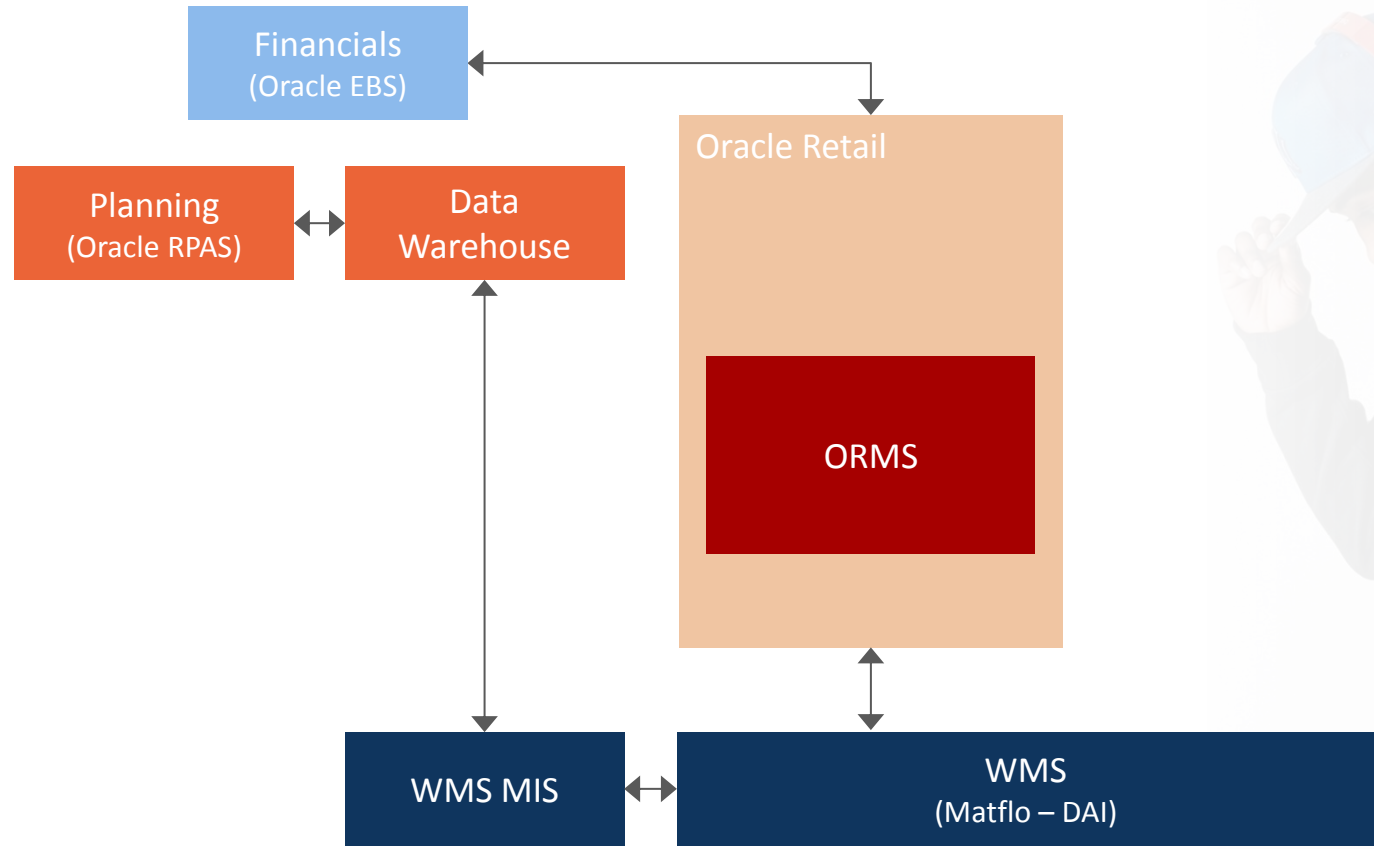 Financials
(Oracle EBS)
Oracle Retail
Planning
(Oracle RPAS)
Data
Warehouse
ORMS
WMS MIS
WMS
(Matflo – DAI)